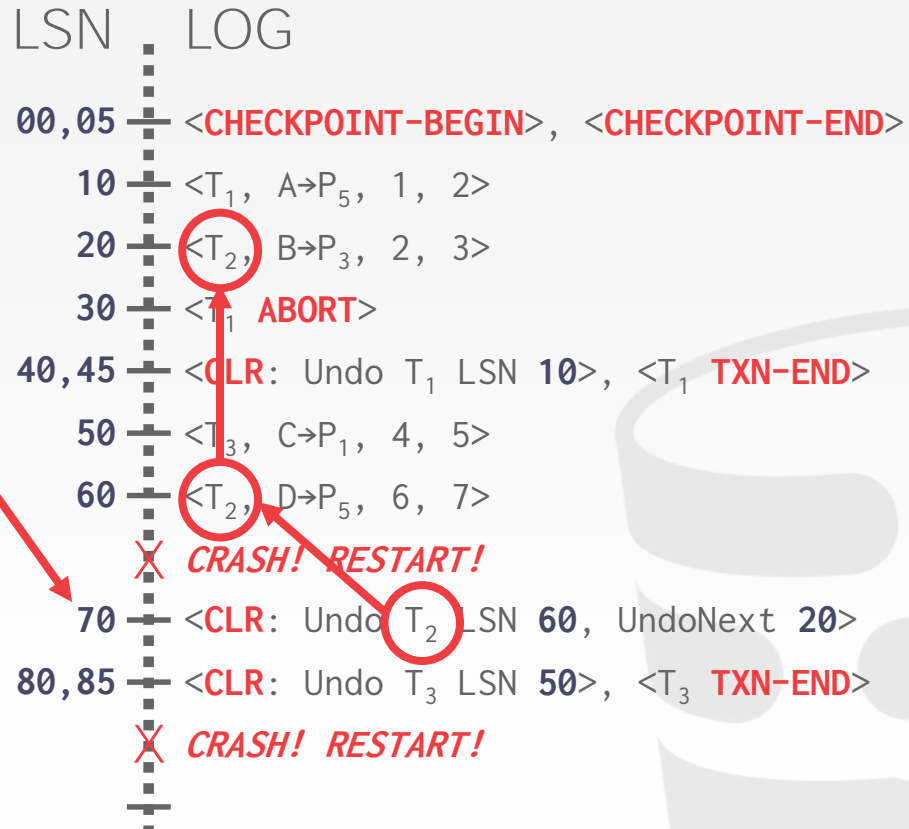 LSN LOG
00,05 <CHECKPOINT-BEGIN>, <CHECKPOINT-END>
10 <T₁, A→P₅, 1, 2>
20 <T₂, B→P₃, 2, 3>
30 <T₁ ABORT>
40,45 <CLR: Undo T₁ LSN 10>, <T₁ TXN-END>
50 <T₃, C→P₁, 4, 5>
60 <T₂, D→P₅, 6, 7>
X CRASH! RESTART!
70 <CLR: Undo T₂ LSN 60, UndoNext 20>
80,85 <CLR: Undo T₃ LSN 50>, <T₃ TXN-END>
X CRASH! RESTART!